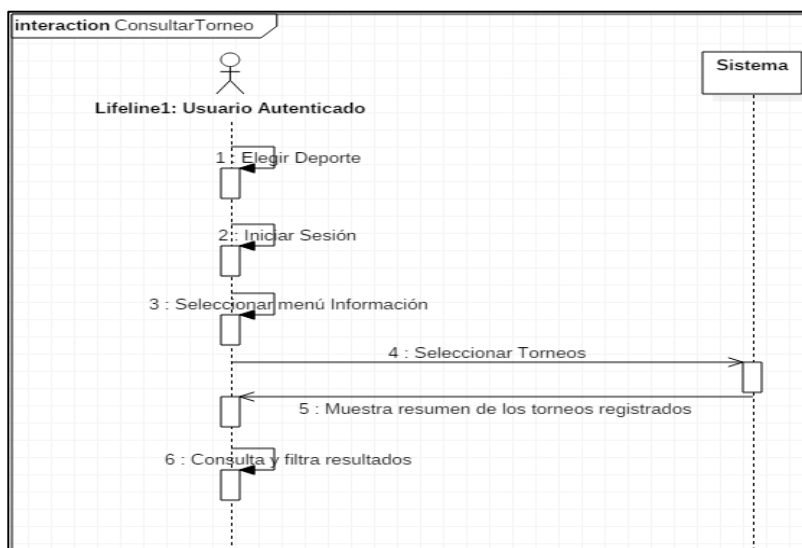 interaction ConsultarTorneo
Sistema
Lifeline1: Usuario Autenticado
1 : Elegir Deporte
2 : Iniciar Sesión
3 : Seleccionar menú Información
4 : Seleccionar Torneos
5 : Muestra resumen de los torneos registrados
6 : Consulta y filtra resultados